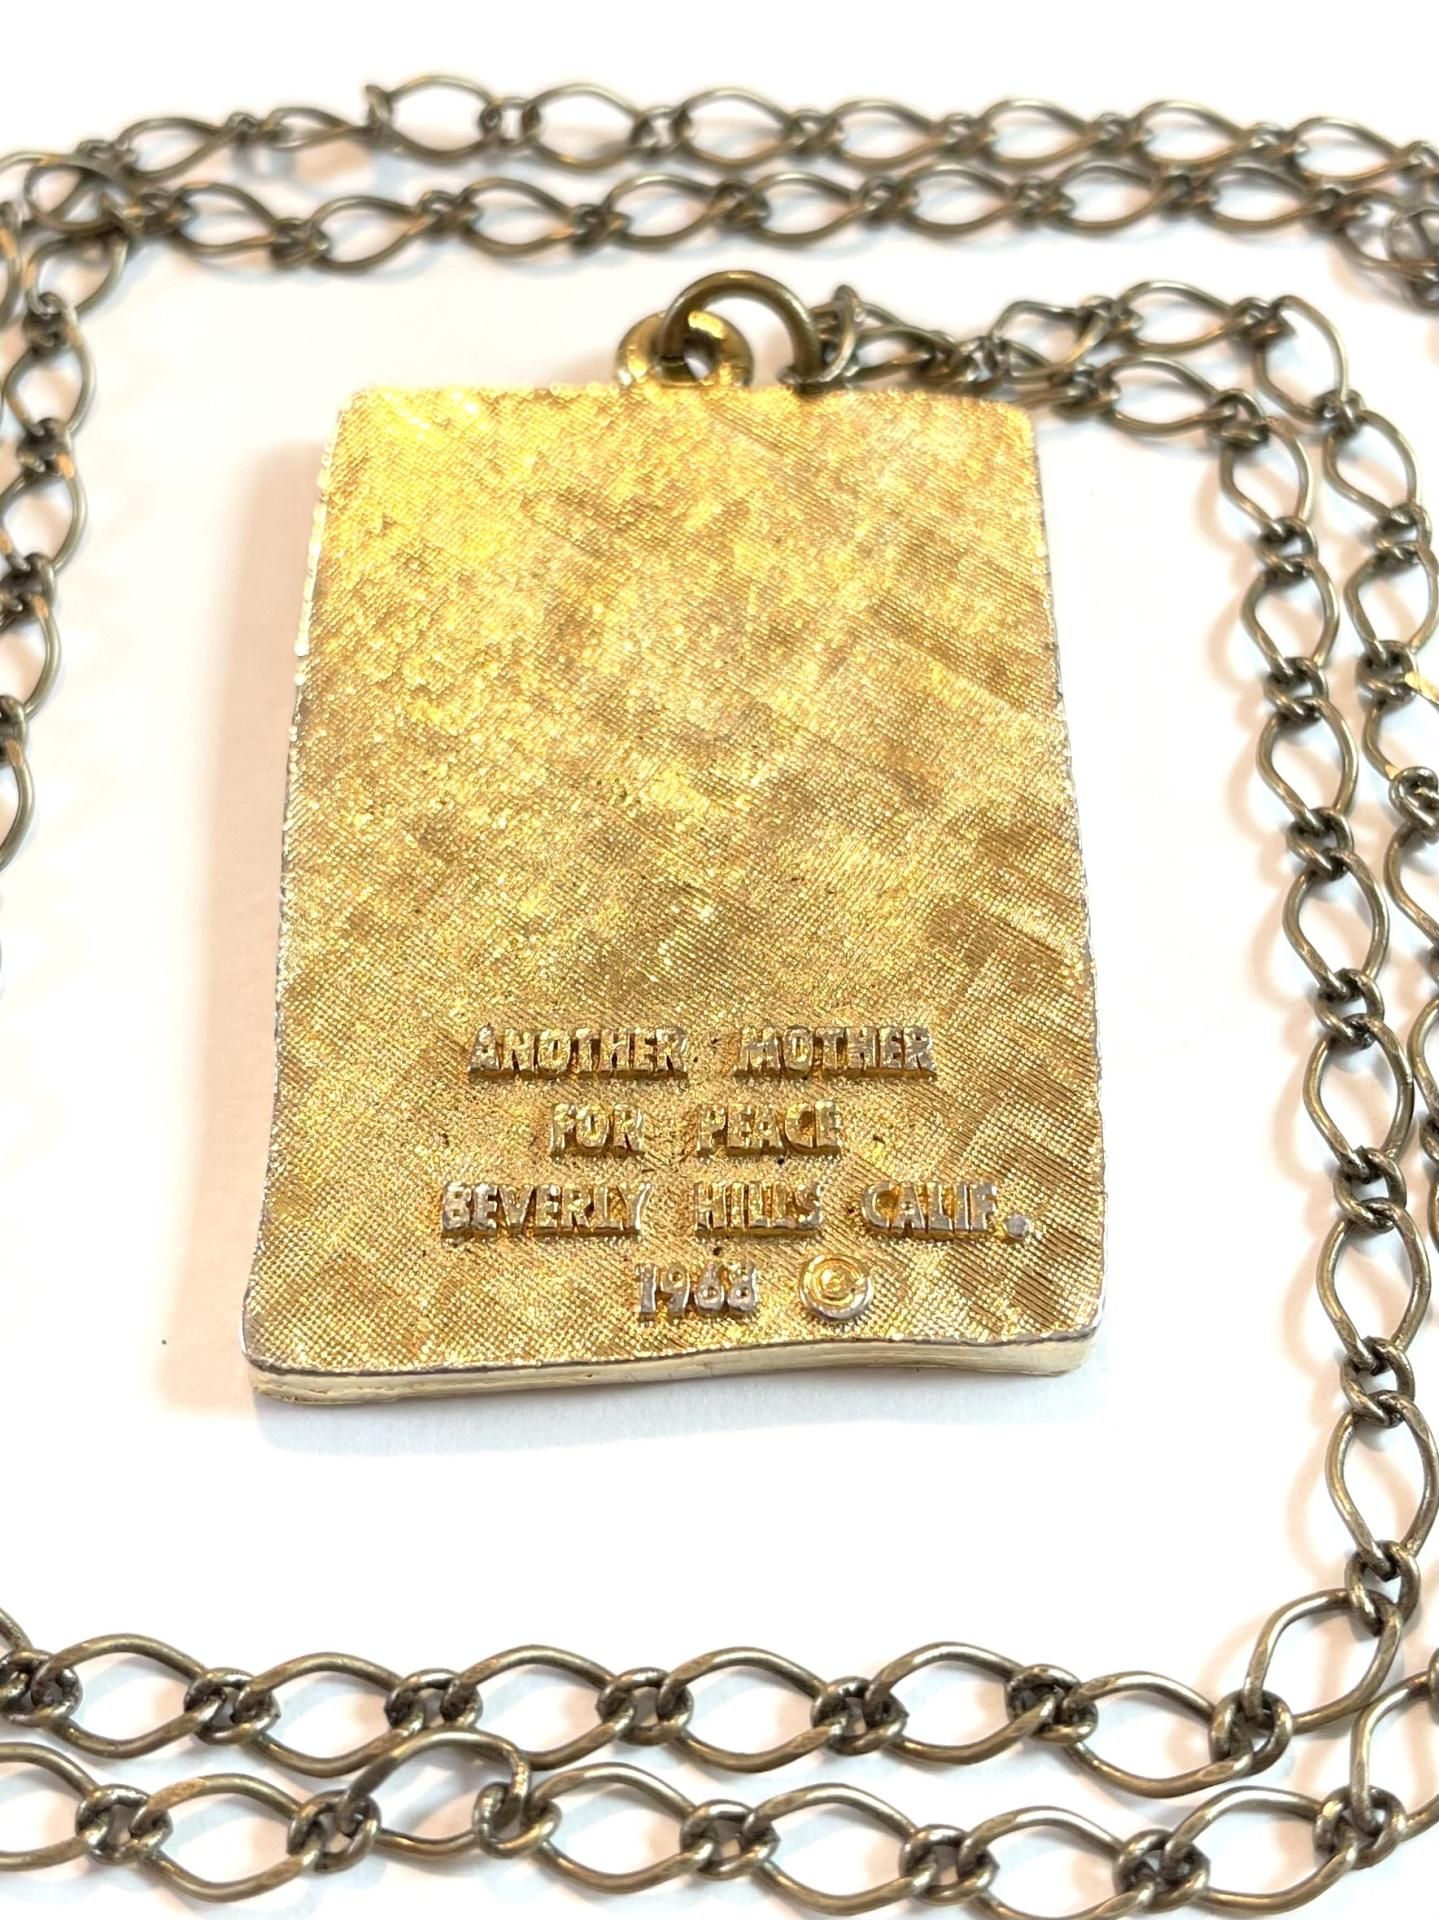 ANOTHER MOTHER
FOR PEACE
BEVERLY HILLS CALIF.
1968 ©